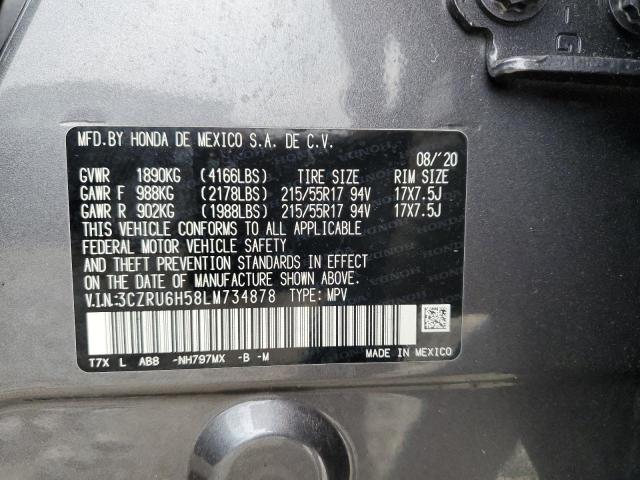 -G
MFD.BY HONDA DE MEXICO S.A. DE C.V.
08/'20
GVWR 1890KG (4166LBS) TIRE SIZE RIM SIZE
GAWR F 988KG (2178LBS) 215/55R17 94V 17X7.5J
GAWR R 902KG (1988LBS) 215/55R17 94V 17X7.5J
THIS VEHICLE CONFORMS TO ALL APPLICABLE
FEDERAL MOTOR VEHICLE SAFETY
AND THEFT PREVENTION STANDARDS IN EFFECT
ON THE DATE OF MANUFACTURE SHOWN ABOVE.
V.I.N.:3CZRU6H58LM734878 TYPE: MPV
T7X L AB8 -NH797MX -B -M MADE IN MEXICO